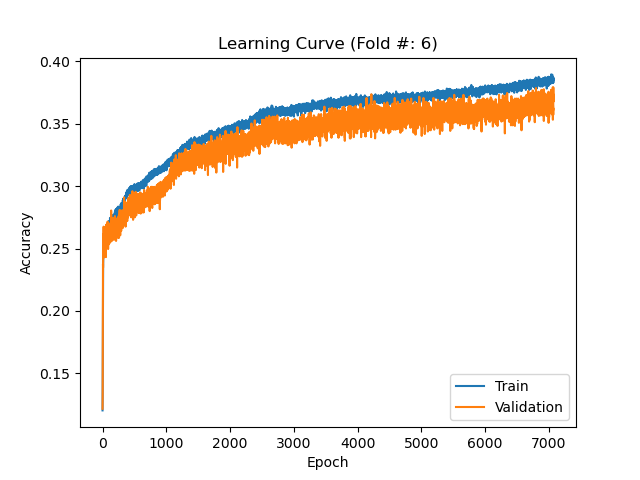 Learning Curve (Fold #: 6)
0.40
0.35
0.30
0.25
0.20
0.15
Accuracy
0 1000 2000 3000 4000 5000 6000 7000
Epoch
Train
Validation